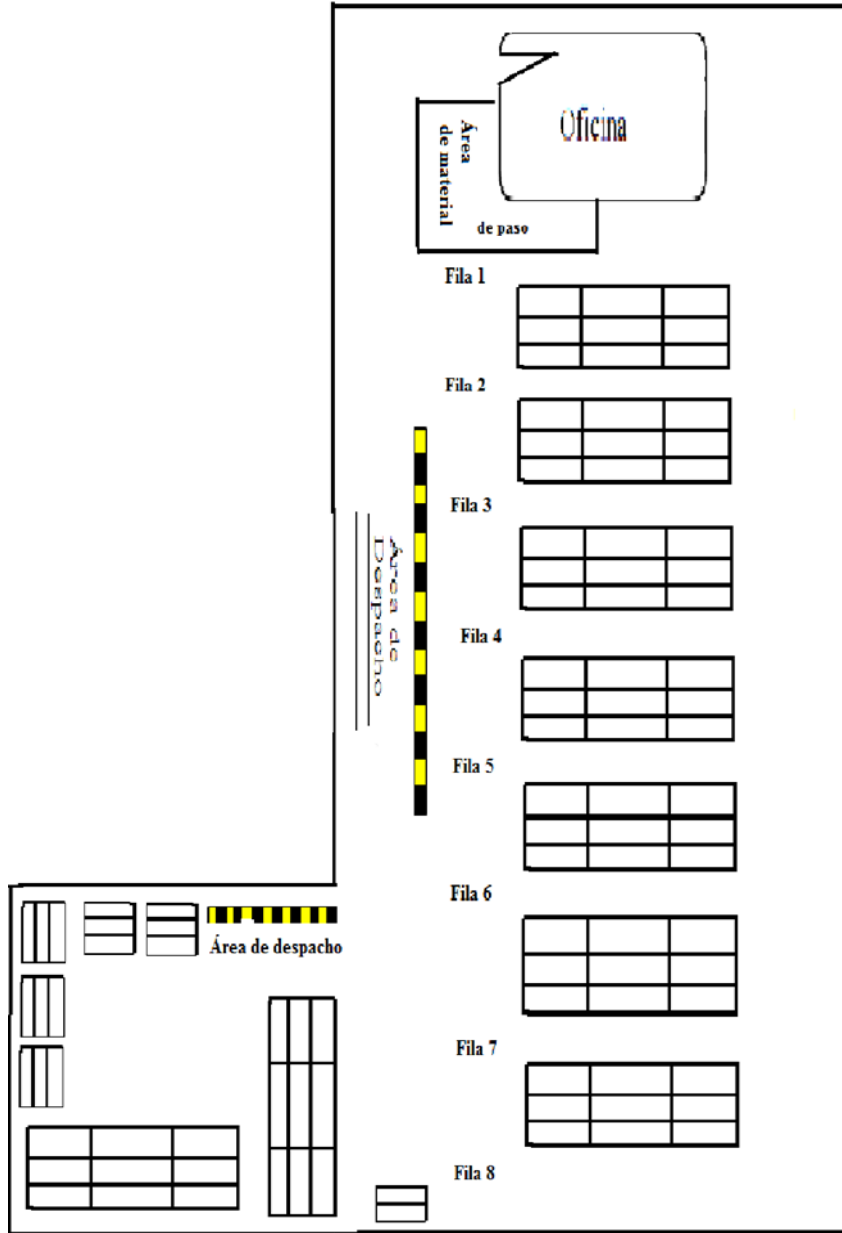 Oficina
Área
de material
de paso
Fila 1
Fila 2
Fila 3
Área de
Despacho
Fila 4
Fila 5
Fila 6
Área de despacho
Fila 7
Fila 8